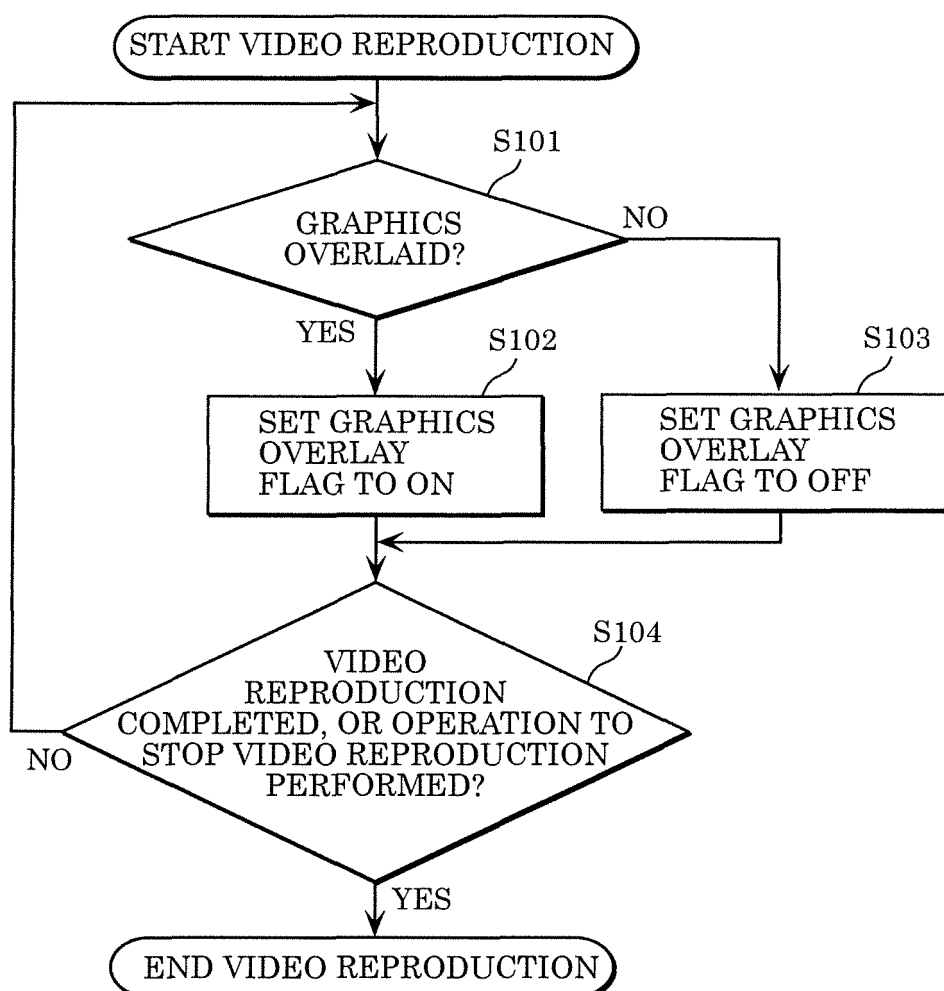 START VIDEO REPRODUCTION
S101
GRAPHICS
OVERLAID?
NO
YES
S102
S103
SET GRAPHICS
OVERLAY
FLAG TO ON
SET GRAPHICS
OVERLAY
FLAG TO OFF
S104
VIDEO
REPRODUCTION
COMPLETED, OR OPERATION TO
STOP VIDEO REPRODUCTION
PERFORMED?
NO
YES
END VIDEO REPRODUCTION